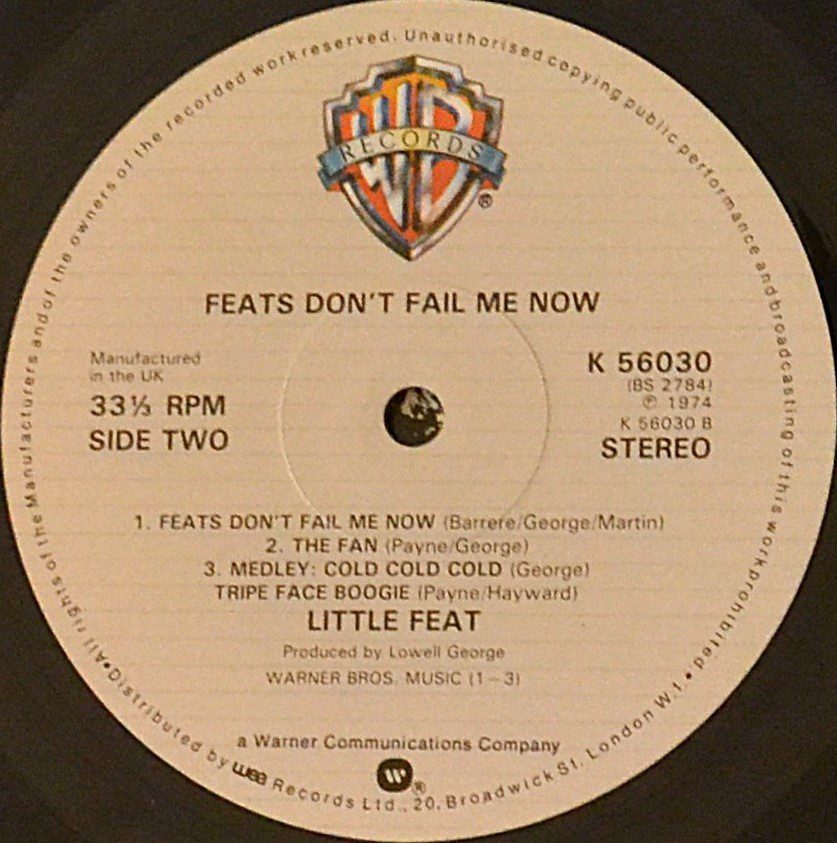 WB
RECORDS
®
FEATS DON'T FAIL ME NOW
Manufactured
in the UK
33⅓ RPM
SIDE TWO
K 56030
(BS 2784)
℗ 1974
K 56030 B
STEREO
1. FEATS DON'T FAIL ME NOW (Barrere/George/Martin)
2. THE FAN (Payne/George)
3. MEDLEY: COLD COLD COLD (George)
TRIPE FACE BOOGIE (Payne/Hayward)
LITTLE FEAT
Produced by Lowell George
WARNER BROS. MUSIC (1–3)
a Warner Communications Company
W®
•All rights of the Manufacturers and of the owners of the recorded work reserved. Unauthorised copying public performance and broadcasting of this work prohibited.
•Distributed by wea Records Ltd., 20, Broadwick St. London W.1.